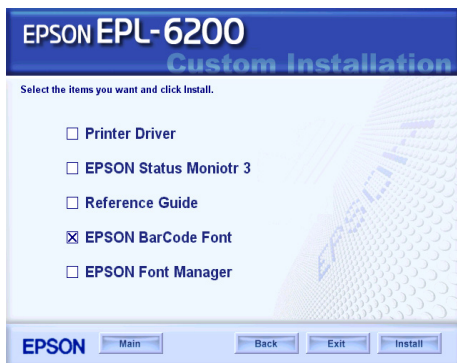 EPSON EPL-6200
Custom Installation
Select the items you want and click Install.
Printer Driver
EPSON Status Moniotr 3
Reference Guide
EPSON BarCode Font
EPSON Font Manager
EPSON
EPSON Main Back Exit Install